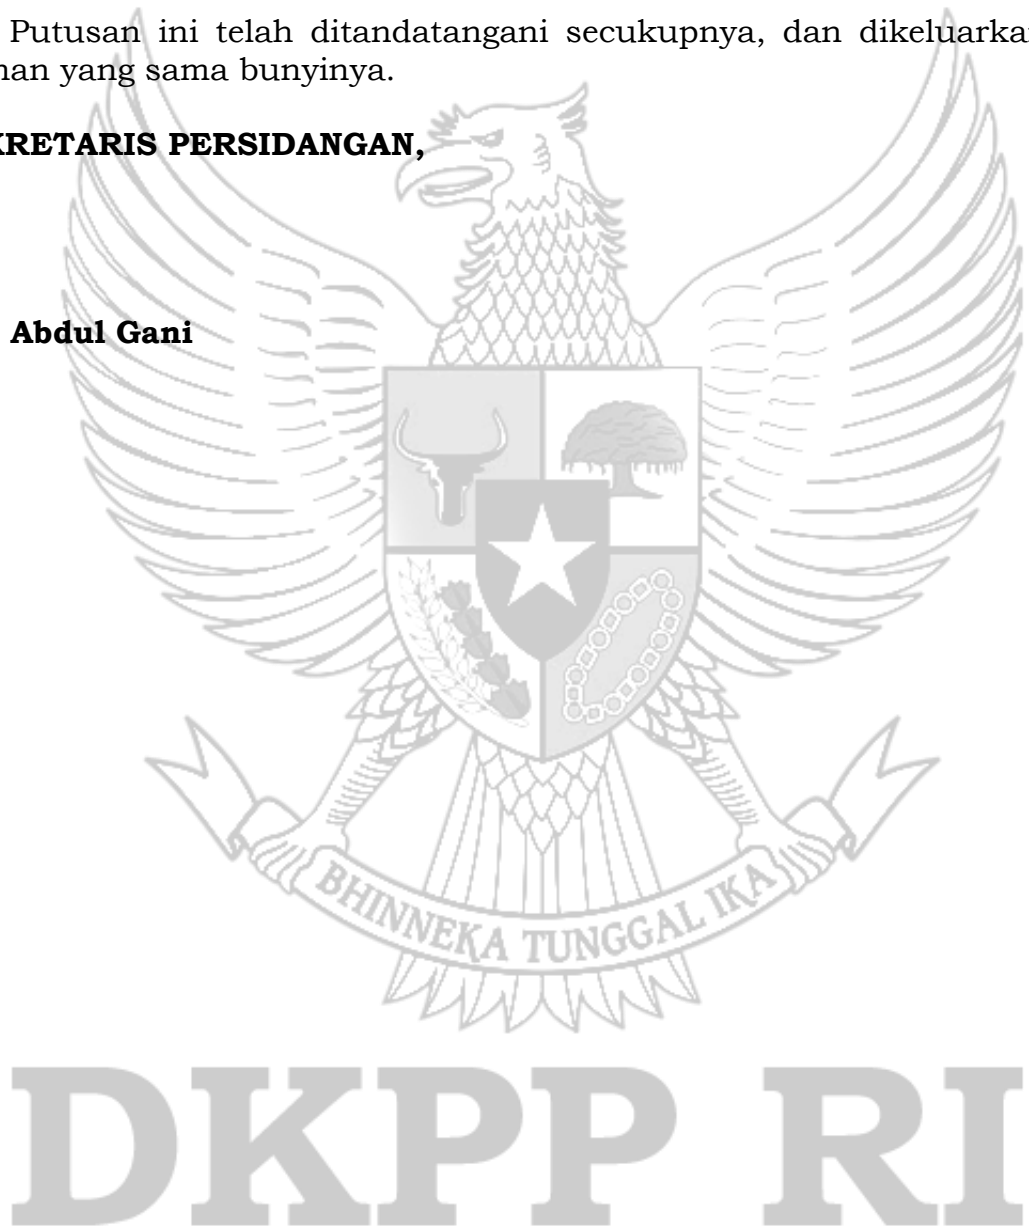 Putusan ini telah ditandatangani secukupnya, dan dikeluarka
nan yang sama bunyinya.
KRETARIS PERSIDANGAN,
Abdul Gani
BHINNEKA TUNGGAL IKA
DKPP RI